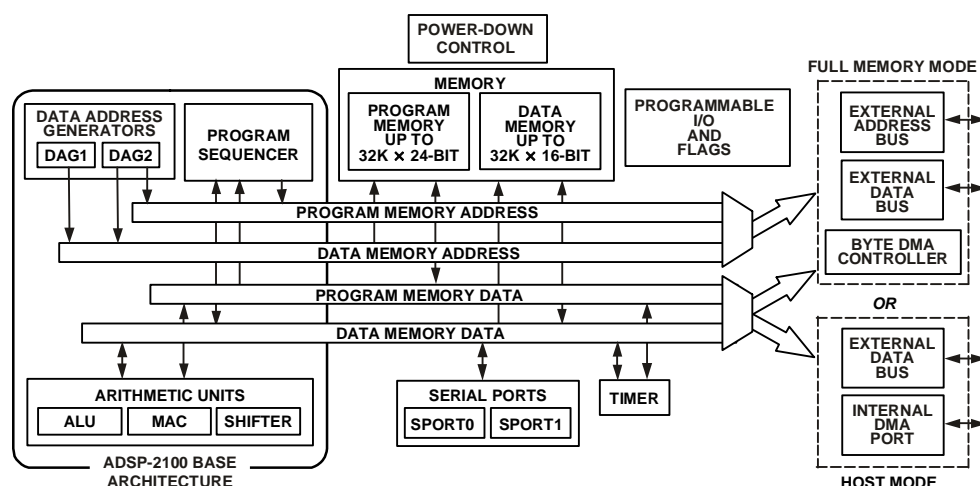 POWER-DOWN
CONTROL
FULL MEMORY MODE
MEMORY
DATA ADDRESS
GENERATORS
DAG1
DAG2
PROGRAM
SEQUENCER
PROGRAM
MEMORY
UP TO
32K × 24-BIT
DATA
MEMORY
UP TO
32K × 16-BIT
PROGRAMMABLE
I/O
AND
FLAGS
EXTERNAL
ADDRESS
BUS
EXTERNAL
DATA
BUS
BYTE DMA
CONTROLLER
PROGRAM MEMORY ADDRESS
DATA MEMORY ADDRESS
PROGRAM MEMORY DATA
DATA MEMORY DATA
OR
EXTERNAL
DATA
BUS
INTERNAL
DMA
PORT
HOST MODE
ARITHMETIC UNITS
ALU
MAC
SHIFTER
SERIAL PORTS
SPORT0
SPORT1
TIMER
ADSP-2100 BASE
ARCHITECTURE